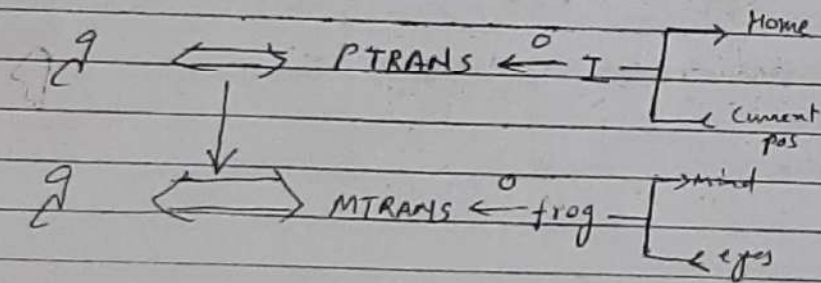 Home
g ⇔ PTRANS ←o I
Current
pos
g ⇔ MTRANS ←o frog → mind
eyes